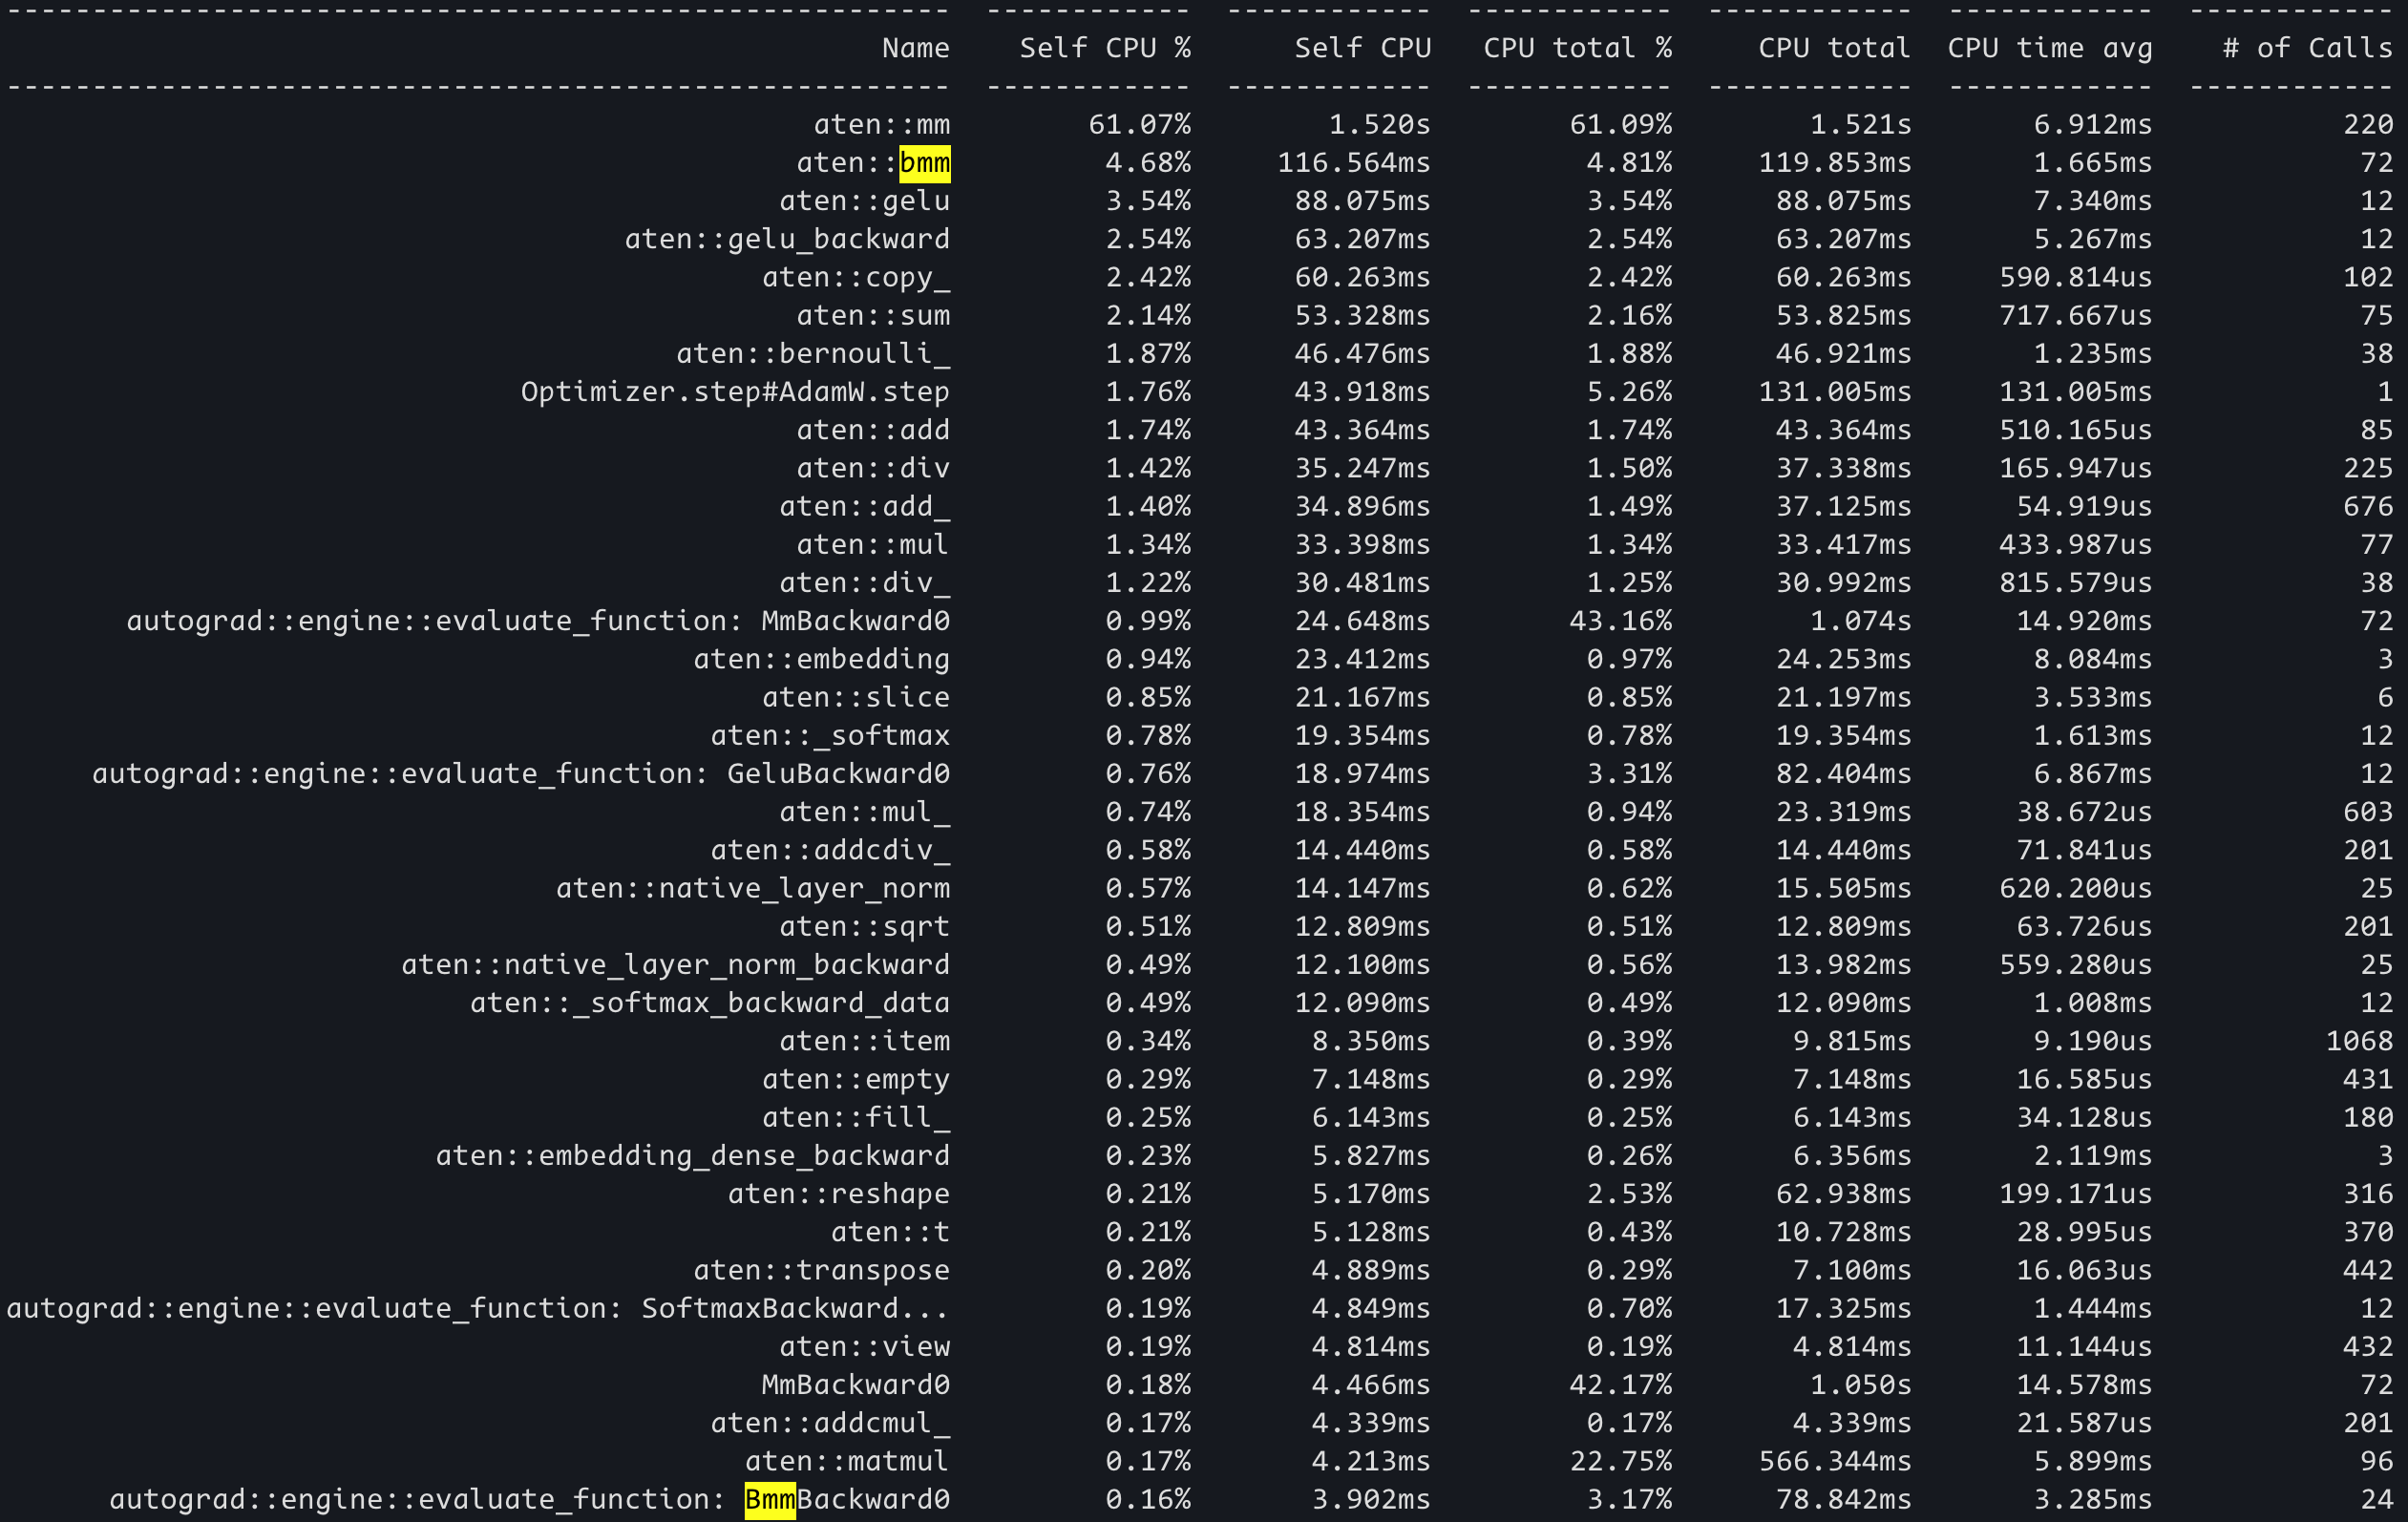 Name Self CPU % Self CPU CPU total % CPU total CPU time avg # of Calls
aten::mm 61.07% 1.520s 61.09% 1.521s 6.912ms 220
aten::bmm 4.68% 116.564ms 4.81% 119.853ms 1.665ms 72
aten::gelu 3.54% 88.075ms 3.54% 88.075ms 7.340ms 12
aten::gelu_backward 2.54% 63.207ms 2.54% 63.207ms 5.267ms 12
aten::copy_ 2.42% 60.263ms 2.42% 60.263ms 590.814us 102
aten::sum 2.14% 53.328ms 2.16% 53.825ms 717.667us 75
aten::bernoulli_ 1.87% 46.476ms 1.88% 46.921ms 1.235ms 38
Optimizer.step#AdamW.step 1.76% 43.918ms 5.26% 131.005ms 131.005ms 1
aten::add 1.74% 43.364ms 1.74% 43.364ms 510.165us 85
aten::div 1.42% 35.247ms 1.50% 37.338ms 165.947us 225
aten::add_ 1.40% 34.896ms 1.49% 37.125ms 54.919us 676
aten::mul 1.34% 33.398ms 1.34% 33.417ms 433.987us 77
aten::div_ 1.22% 30.481ms 1.25% 30.992ms 815.579us 38
autograd::engine::evaluate_function: MmBackward0 0.99% 24.648ms 43.16% 1.074s 14.920ms 72
aten::embedding 0.94% 23.412ms 0.97% 24.253ms 8.084ms 3
aten::slice 0.85% 21.167ms 0.85% 21.197ms 3.533ms 6
aten::_softmax 0.78% 19.354ms 0.78% 19.354ms 1.613ms 12
autograd::engine::evaluate_function: GeluBackward0 0.76% 18.974ms 3.31% 82.404ms 6.867ms 12
aten::mul_ 0.74% 18.354ms 0.94% 23.319ms 38.672us 603
aten::addcdiv_ 0.58% 14.440ms 0.58% 14.440ms 71.841us 201
aten::native_layer_norm 0.57% 14.147ms 0.62% 15.505ms 620.200us 25
aten::sqrt 0.51% 12.809ms 0.51% 12.809ms 63.726us 201
aten::native_layer_norm_backward 0.49% 12.100ms 0.56% 13.982ms 559.280us 25
aten::_softmax_backward_data 0.49% 12.090ms 0.49% 12.090ms 1.008ms 12
aten::item 0.34% 8.350ms 0.39% 9.815ms 9.190us 1068
aten::empty 0.29% 7.148ms 0.29% 7.148ms 16.585us 431
aten::fill_ 0.25% 6.143ms 0.25% 6.143ms 34.128us 180
aten::embedding_dense_backward 0.23% 5.827ms 0.26% 6.356ms 2.119ms 3
aten::reshape 0.21% 5.170ms 2.53% 62.938ms 199.171us 316
aten::t 0.21% 5.128ms 0.43% 10.728ms 28.995us 370
aten::transpose 0.20% 4.889ms 0.29% 7.100ms 16.063us 442
autograd::engine::evaluate_function: SoftmaxBackward... 0.19% 4.849ms 0.70% 17.325ms 1.444ms 12
aten::view 0.19% 4.814ms 0.19% 4.814ms 11.144us 432
MmBackward0 0.18% 4.466ms 42.17% 1.050s 14.578ms 72
aten::addcmul_ 0.17% 4.339ms 0.17% 4.339ms 21.587us 201
aten::matmul 0.17% 4.213ms 22.75% 566.344ms 5.899ms 96
autograd::engine::evaluate_function: BmmBackward0 0.16% 3.902ms 3.17% 78.842ms 3.285ms 24